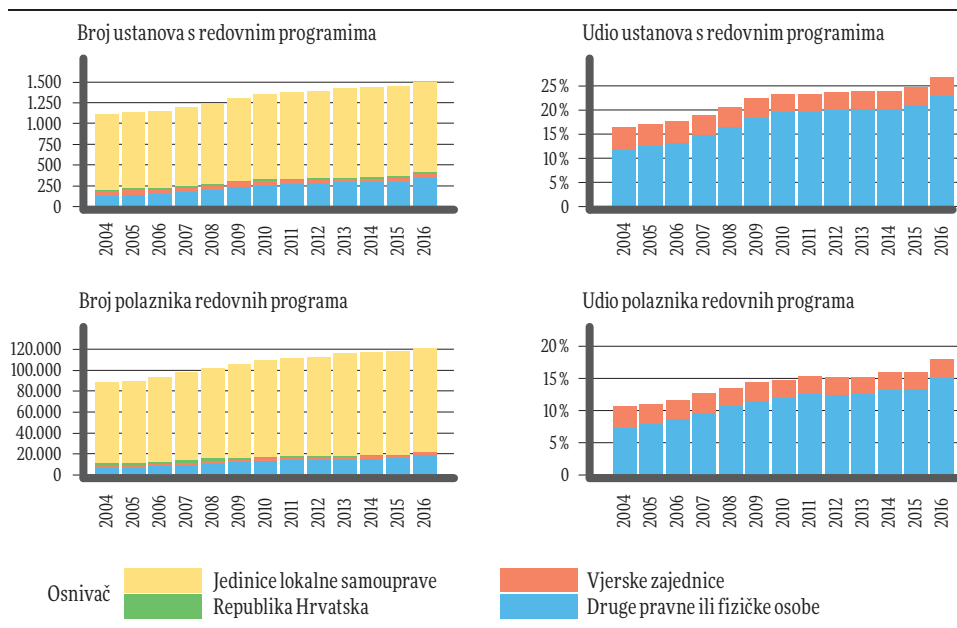 Broj ustanova s redovnim programima
1.500
1.250
1.000
750
500
250
0
2004 2005 2006 2007 2008 2009 2010 2011 2012 2013 2014 2015 2016
Udio ustanova s redovnim programima
25 %
20 %
15 %
10 %
5 %
0
2004 2005 2006 2007 2008 2009 2010 2011 2012 2013 2014 2015 2016
Broj polaznika redovnih programa
120.000
100.000
80.000
60.000
40.000
20.000
0
2004 2005 2006 2007 2008 2009 2010 2011 2012 2013 2014 2015 2016
Udio polaznika redovnih programa
20 %
15 %
10 %
5 %
0
2004 2005 2006 2007 2008 2009 2010 2011 2012 2013 2014 2015 2016
Osnivač
Jedinice lokalne samouprave
Republika Hrvatska
Vjerske zajednice
Druge pravne ili fizičke osobe